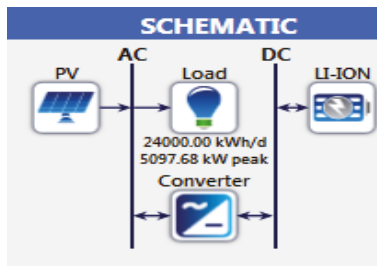 SCHEMATIC
AC DC
PV Load LI-ION
24000.00 kWh/d
5097.68 kW peak
Converter